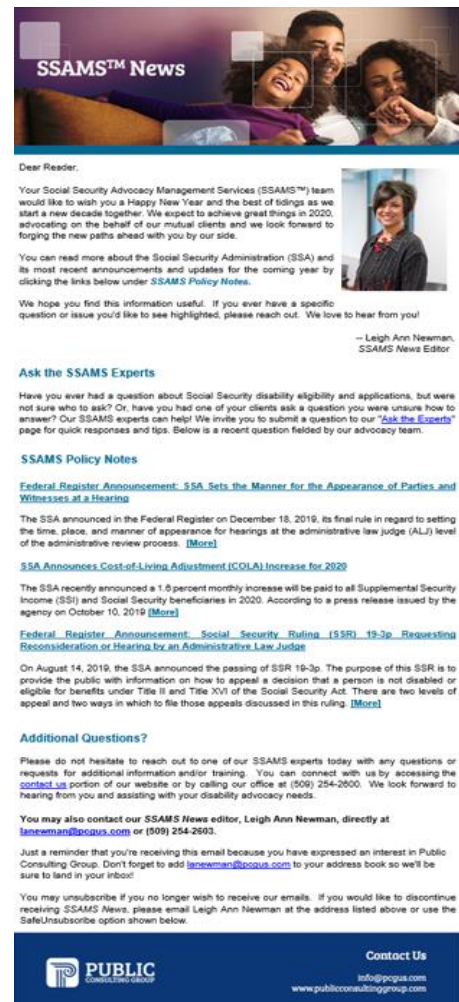 SSAMS™ News
Dear Reader,
Your Social Security Advocacy Management Services (SSAMS™) team
would like to wish you a Happy New Year and the best of tidings as we
start a new decade together. We expect to achieve great things in 2020,
advocating on the behalf of our mutual clients and we look forward to
forging the new paths ahead with you by our side.
You can read more about the Social Security Administration (SSA) and
its most recent announcements and updates for the coming year by
clicking the links below under SSAMS Policy Notes.
We hope you find this information useful. If you ever have a specific
question or issue you'd like to see highlighted, please reach out. We love to hear from you!
-- Leigh Ann Newman,
SSAMS News Editor
Ask the SSAMS Experts
Have you ever had a question about Social Security disability eligibility and applications, but were
not sure who to ask? Or, have you had one of your clients ask a question you were unsure how to
answer? Our SSAMS experts can help! We invite you to submit a question to our "Ask the Experts"
page for quick responses and tips. Below is a recent question fielded by our advocacy team.
SSAMS Policy Notes
Federal Register Announcement: SSA Sets the Manner for the Appearance of Parties and
Witnesses at a Hearing
The SSA announced in the Federal Register on December 18, 2019, its final rule in regard to setting
the time, place, and manner of appearance for hearings at the administrative law judge (ALJ) level
of the administrative review process. [More]
SSA Announces Cost-of-Living Adjustment (COLA) Increase for 2020
The SSA recently announced a 1.6 percent monthly increase will be paid to all Supplemental Security
Income (SSI) and Social Security beneficiaries in 2020. According to a press release issued by the
agency on October 10, 2019 [More]
Federal Register Announcement: Social Security Ruling (SSR) 19-3p Requesting
Reconsideration or Hearing by an Administrative Law Judge
On August 14, 2019, the SSA announced the passing of SSR 19-3p. The purpose of this SSR is to
provide the public with information on how to appeal a decision that a person is not disabled or
eligible for benefits under Title II and Title XVI of the Social Security Act. There are two levels of
appeal and two ways in which to file those appeals discussed in this ruling. [More]
Additional Questions?
Please do not hesitate to reach out to one of our SSAMS experts today with any questions or
requests for additional information and/or training. You can connect with us by accessing the
contact us portion of our website or by calling our office at (509) 254-2600. We look forward to
hearing from you and assisting with your disability advocacy needs.
You may also contact our SSAMS News editor, Leigh Ann Newman, directly at
lanewman@pcgus.com or (509) 254-2603.
Just a reminder that you're receiving this email because you have expressed an interest in Public
Consulting Group. Don't forget to add lanewman@pcgus.com to your address book so we'll be
sure to land in your inbox!
You may unsubscribe if you no longer wish to receive our emails. If you would like to discontinue
receiving SSAMS News, please email Leigh Ann Newman at the address listed above or use the
SafeUnsubscribe option shown below.
PUBLIC
CONSULTING GROUP
Contact Us
info@pcgus.com
www.publicconsultinggroup.com